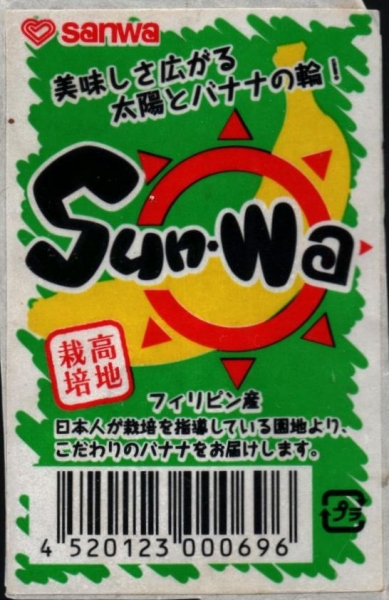 sanwa
美味しさ広がる
太陽とバナナの輪！
Sun・Wa
高地
栽培
フィリピン産
日本人が栽培を指導している園地より、
こだわりのバナナをお届けします。
プラ
4 520123 000696